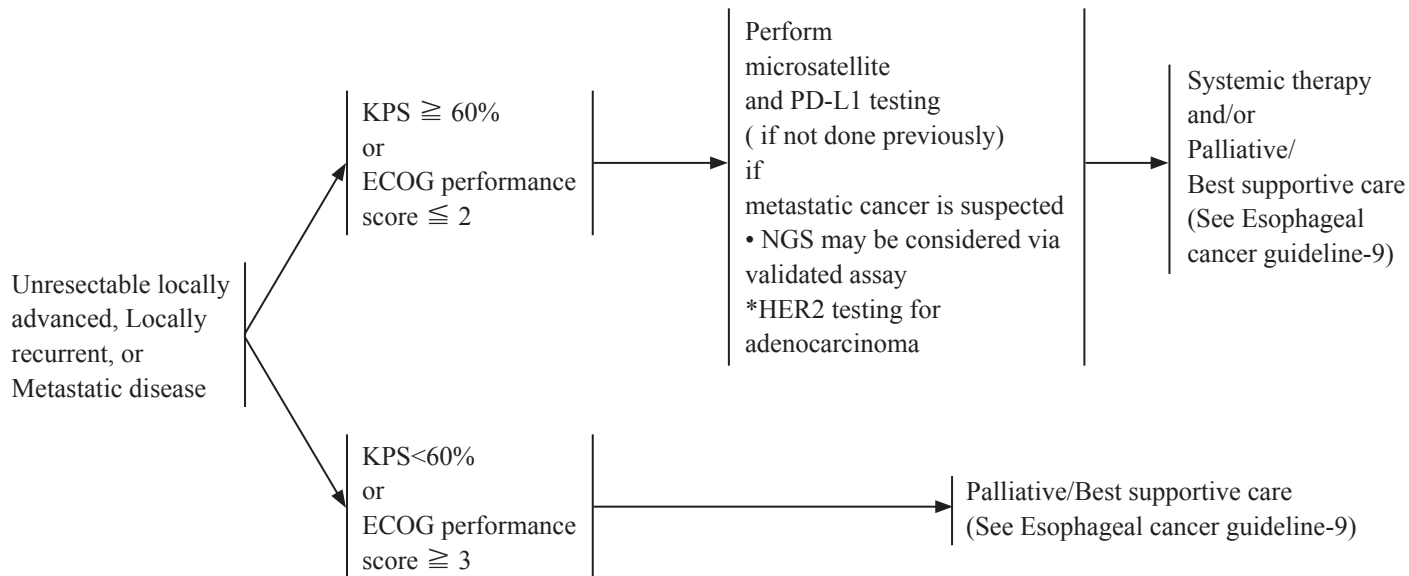 Unresectable locally
advanced, Locally
recurrent, or
Metastatic disease
KPS ≧ 60%
or
ECOG performance
score ≦ 2
Perform
microsatellite
and PD-L1 testing
( if not done previously)
if
metastatic cancer is suspected
• NGS may be considered via
validated assay
*HER2 testing for
adenocarcinoma
Systemic therapy
and/or
Palliative/
Best supportive care
(See Esophageal
cancer guideline-9)
KPS<60%
or
ECOG performance
score ≧ 3
Palliative/Best supportive care
(See Esophageal cancer guideline-9)